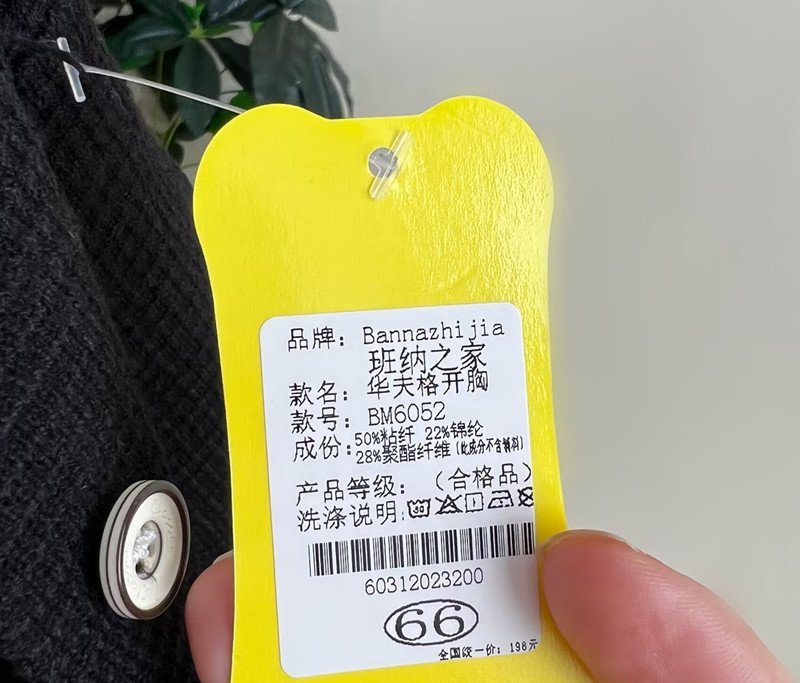 品牌: Bannazhijia
班纳之家
款名: 华夫格开胸
款号: BM6052
成份: 50%粘纤 22%锦纶
28%聚酯纤维(此成分不含辅料)
产品等级: (合格品)
洗涤说明:
60312023200
66
全国统一价: 198元